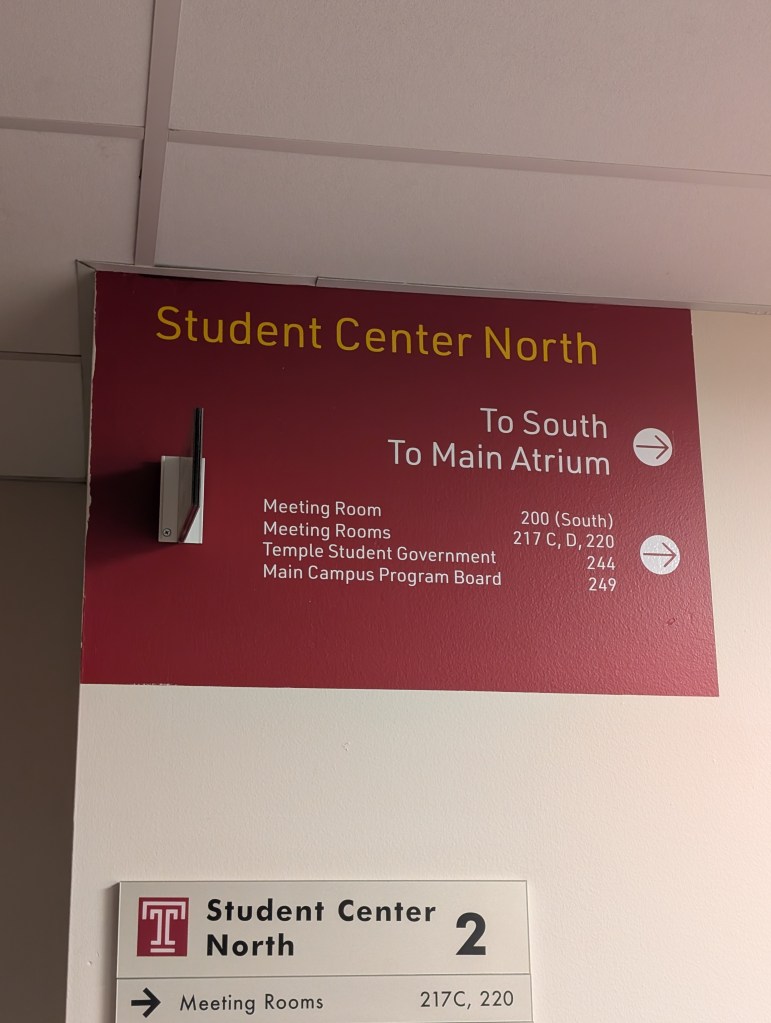 Student Center North
To South
To Main Atrium
Meeting Room 200 (South)
Meeting Rooms 217 C, D, 220
Temple Student Government 244
Main Campus Program Board 249
T Student Center
North 2
Meeting Rooms 217C, 220